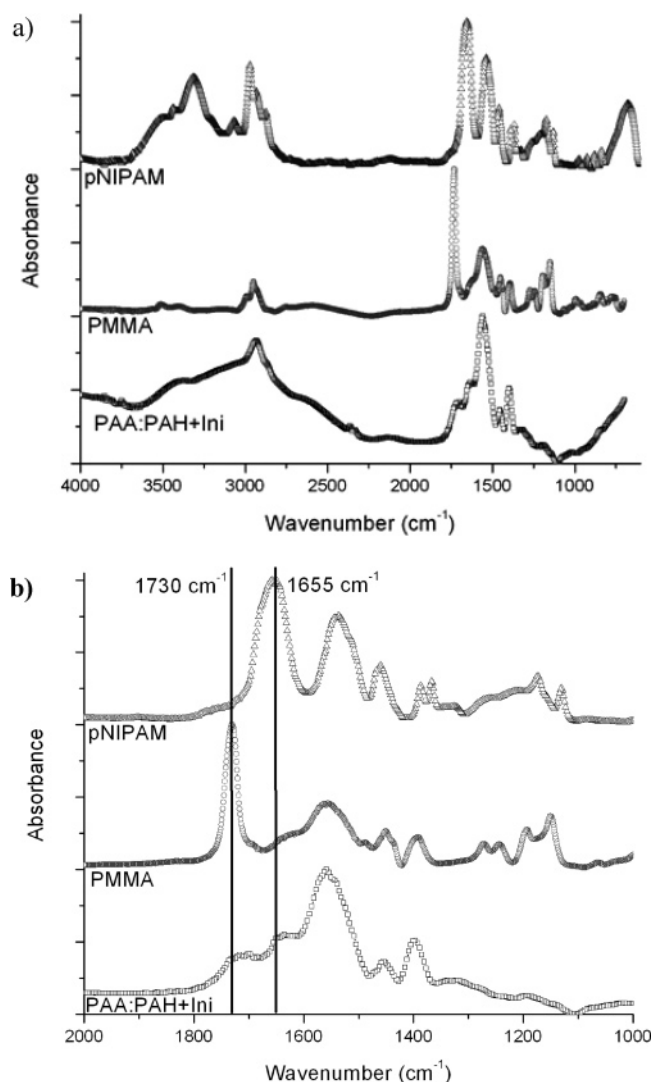 a)
Absorbance
pNIPAM
PMMA
PAA:PAH+Ini
4000 3500 3000 2500 2000 1500 1000
Wavenumber (cm⁻¹)
b)
1730 cm⁻¹ 1655 cm⁻¹
Absorbance
pNIPAM
PMMA
PAA:PAH+Ini
2000 1800 1600 1400 1200 1000
Wavenumber (cm⁻¹)